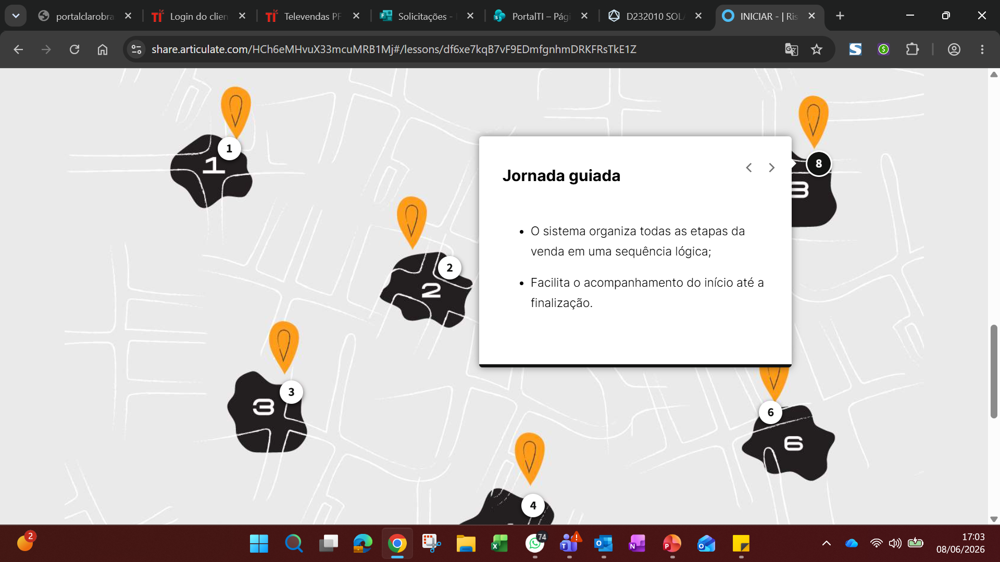 portalclarobra
Login do clien
Televendas PF
Solicitações -
PortalTI – Pági
D232010 SOL
INICIAR - | Ris
share.articulate.com/HCh6eMHvuX33mcuMRB1Mj#/lessons/df6xe7kqB7vF9EDmfgnhmDRKFRsTkE1Z
1
1
8
Jornada guiada
• O sistema organiza todas as etapas da
venda em uma sequência lógica;
• Facilita o acompanhamento do início até a
finalização.
2
2
3
3
6
6
4
2
74
17:03
08/06/2026